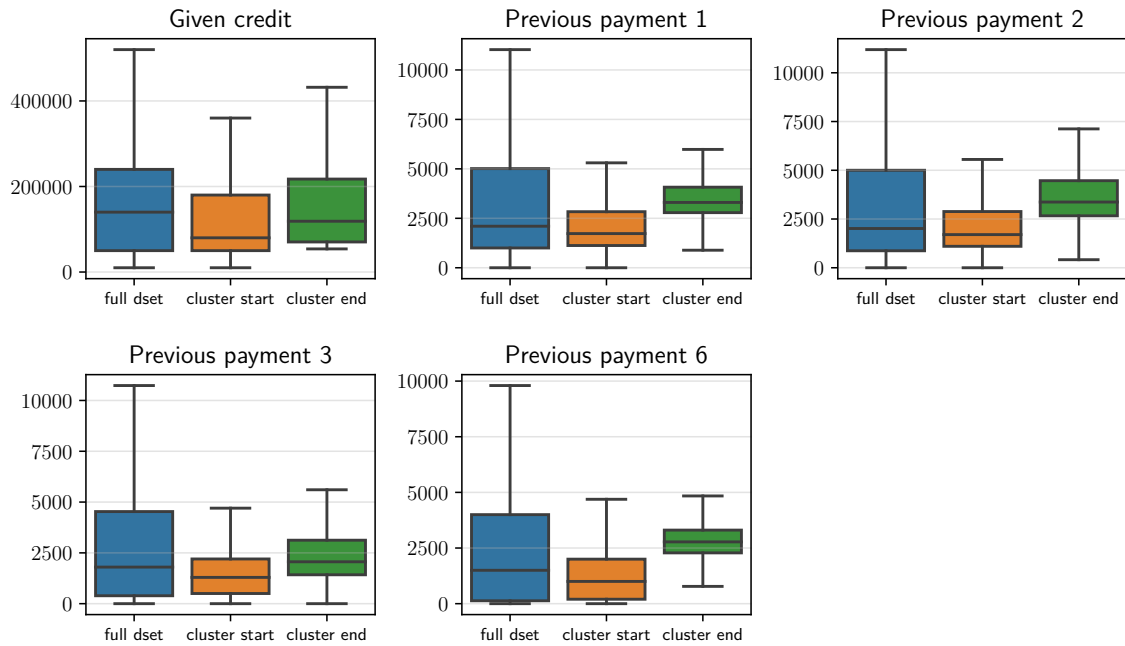 Given credit
400000
200000
0
full dset cluster start cluster end
Previous payment 1
10000
7500
5000
2500
0
full dset cluster start cluster end
Previous payment 2
10000
7500
5000
2500
0
full dset cluster start cluster end
Previous payment 3
10000
7500
5000
2500
0
full dset cluster start cluster end
Previous payment 6
10000
7500
5000
2500
0
full dset cluster start cluster end